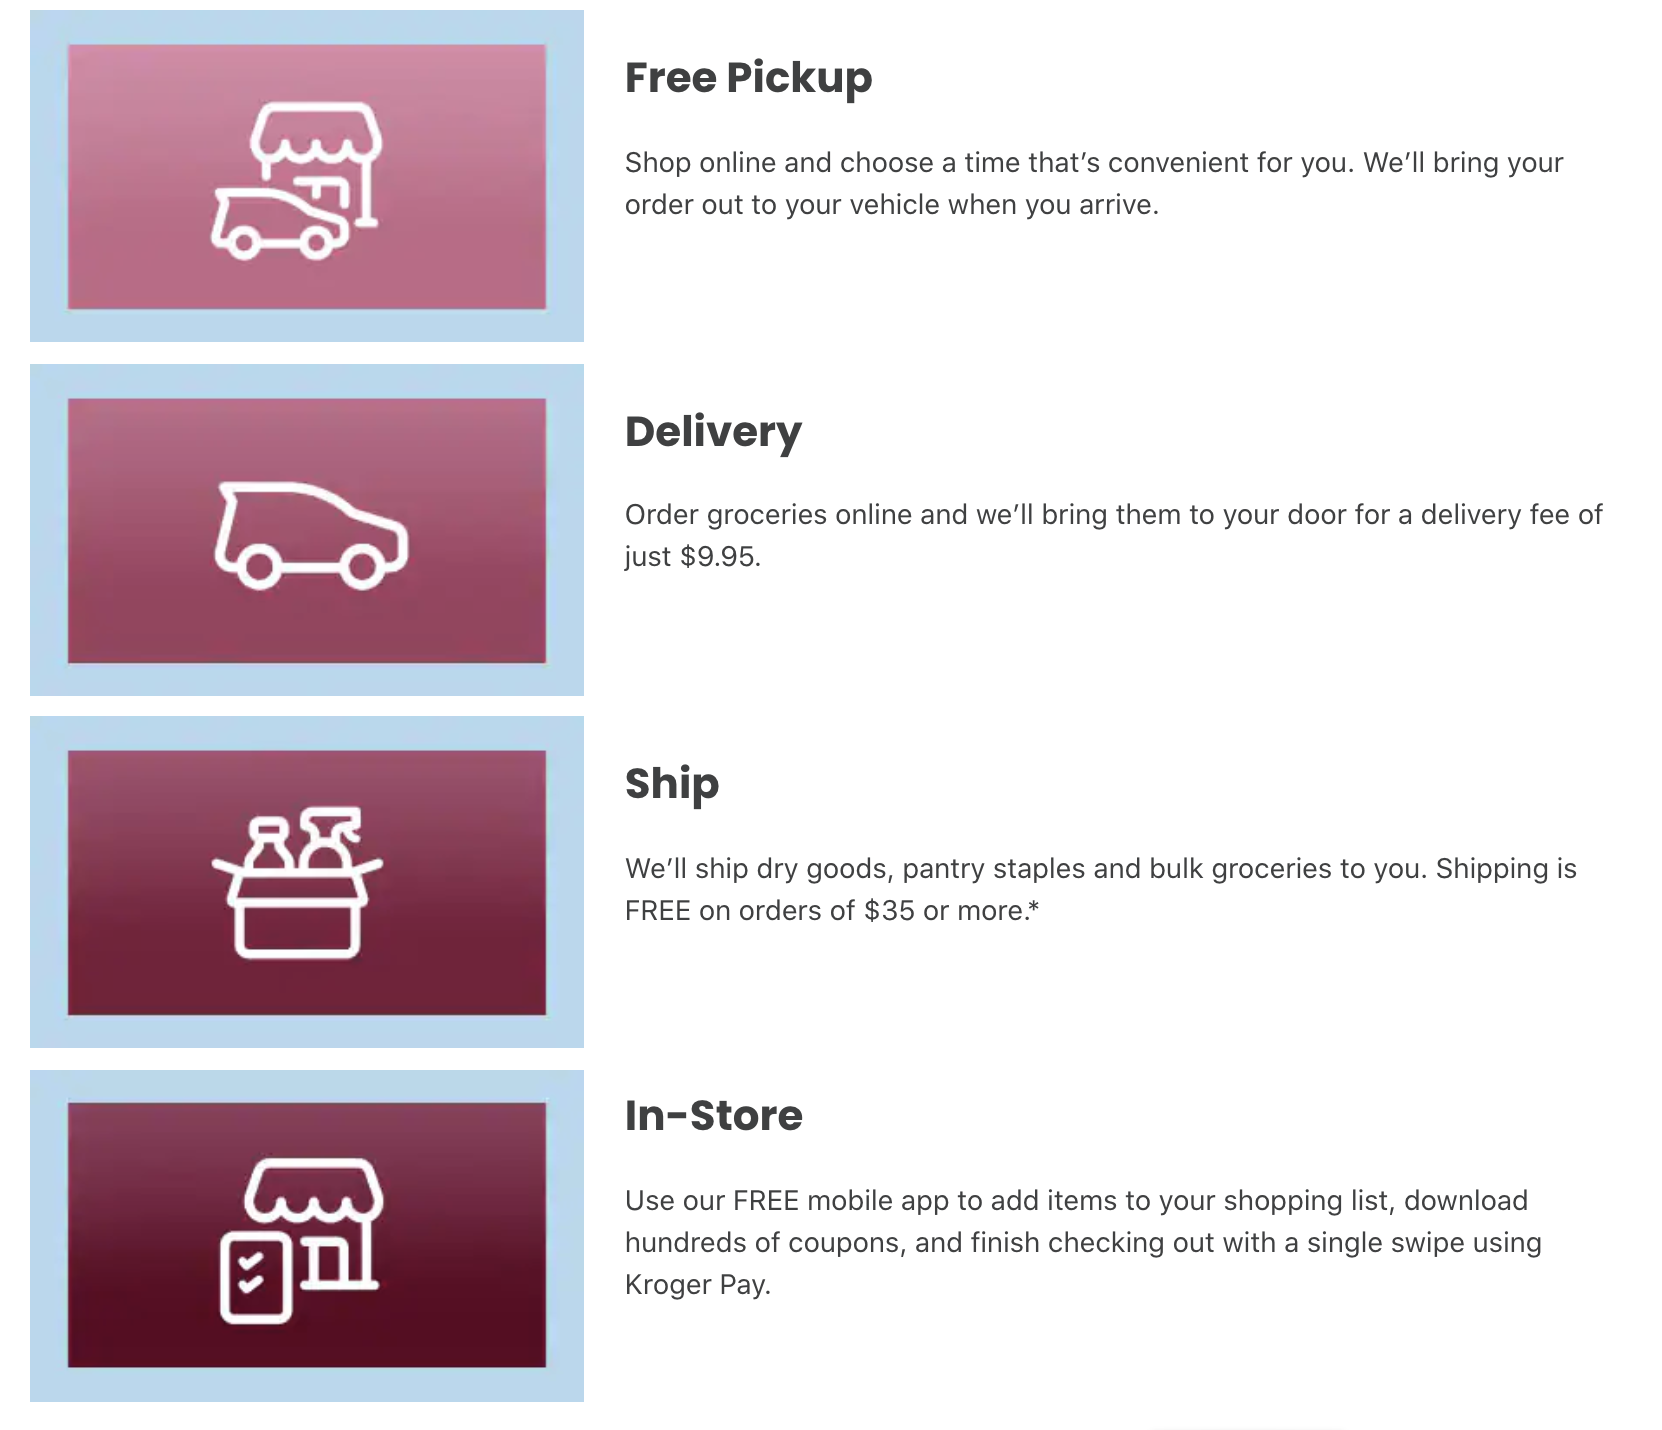 Free Pickup
Shop online and choose a time that’s convenient for you. We’ll bring your
order out to your vehicle when you arrive.
Delivery
Order groceries online and we’ll bring them to your door for a delivery fee of
just $9.95.
Ship
We’ll ship dry goods, pantry staples and bulk groceries to you. Shipping is
FREE on orders of $35 or more.*
In-Store
Use our FREE mobile app to add items to your shopping list, download
hundreds of coupons, and finish checking out with a single swipe using
Kroger Pay.